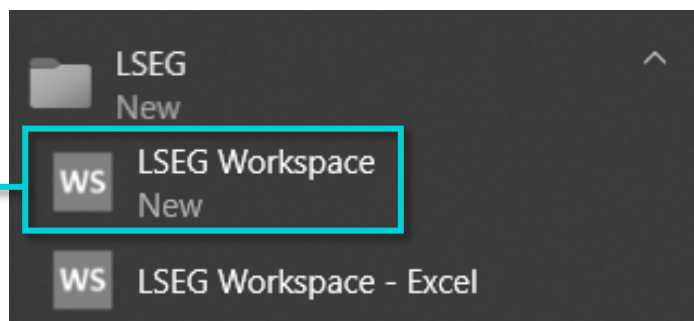 LSEG
New
WS LSEG Workspace
New
WS LSEG Workspace - Excel